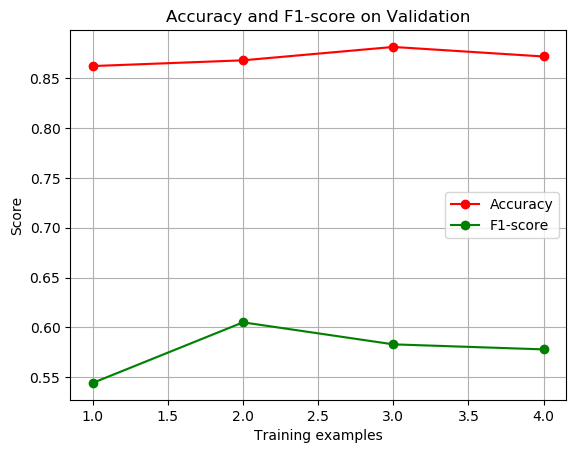 Accuracy and F1-score on Validation
0.85
0.80
0.75
0.70
0.65
0.60
0.55
Score
Accuracy
F1-score
1.0 1.5 2.0 2.5 3.0 3.5 4.0
Training examples